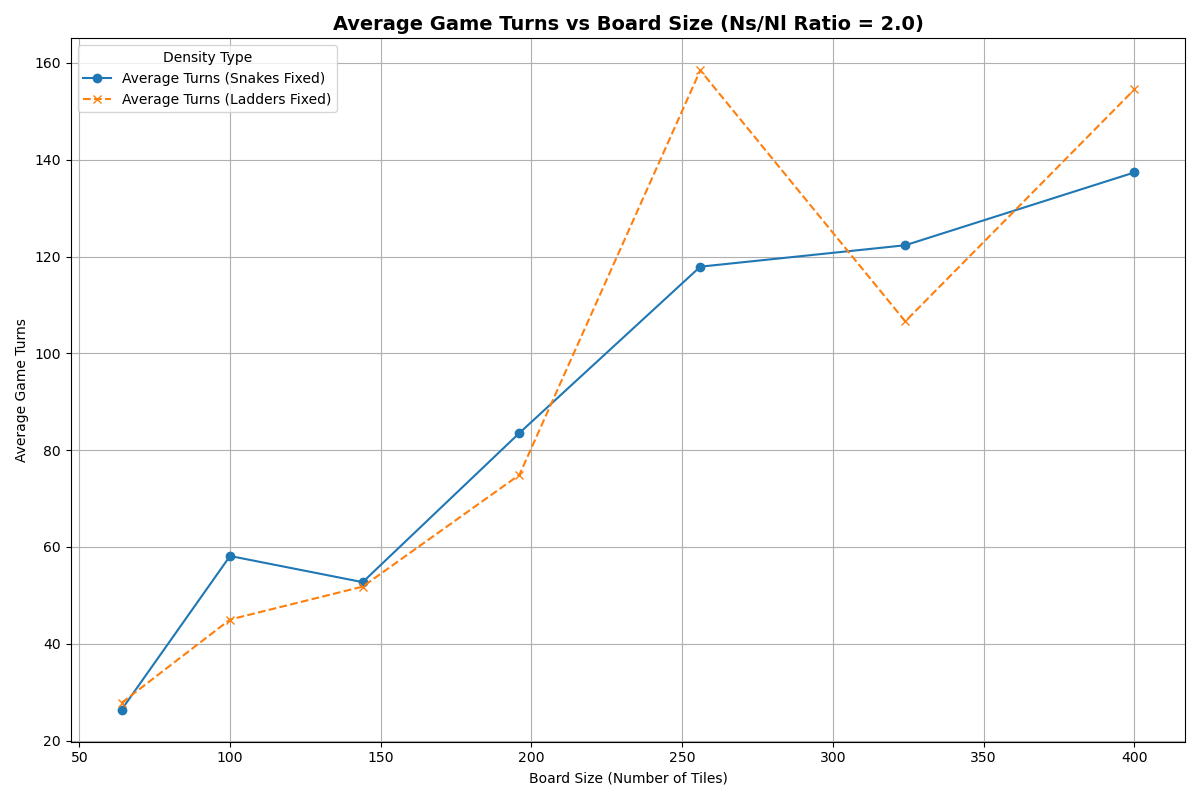 Average Game Turns vs Board Size (Ns/Nl Ratio = 2.0)
Density Type
Average Turns (Snakes Fixed)
Average Turns (Ladders Fixed)
Average Game Turns
160
140
120
100
80
60
40
20
50 100 150 200 250 300 350 400
Board Size (Number of Tiles)